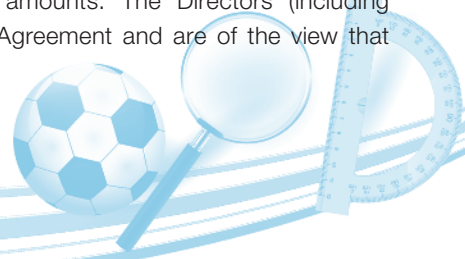 amounts. The Directors (including
Agreement and are of the view that